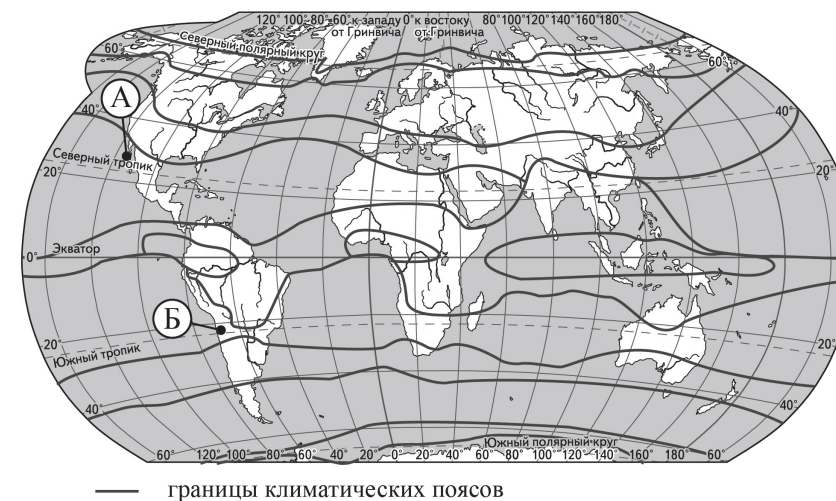 120° 100° 80° 60° к западу 0° к востоку 80° 100° 120° 140° 160° 180°
от Гринвича от Гринвича
Северный полярный круг
60° 60°
А
40° 40°
Северный тропик
20° 20°
Экватор
0° 0°
Б
20° 20°
Южный тропик
40° 40°
Южный полярный круг
60° 120° 100° 80° 60° 40° 20° 0° 20° 40° 60° 80° 100° 120° 140° 160° 180° 60°
границы климатических поясов